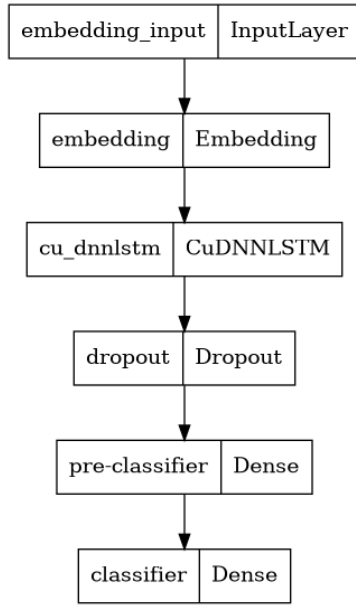 embedding_input InputLayer
embedding Embedding
cu_dnnlstm CuDNNLSTM
dropout Dropout
pre-classifier Dense
classifier Dense